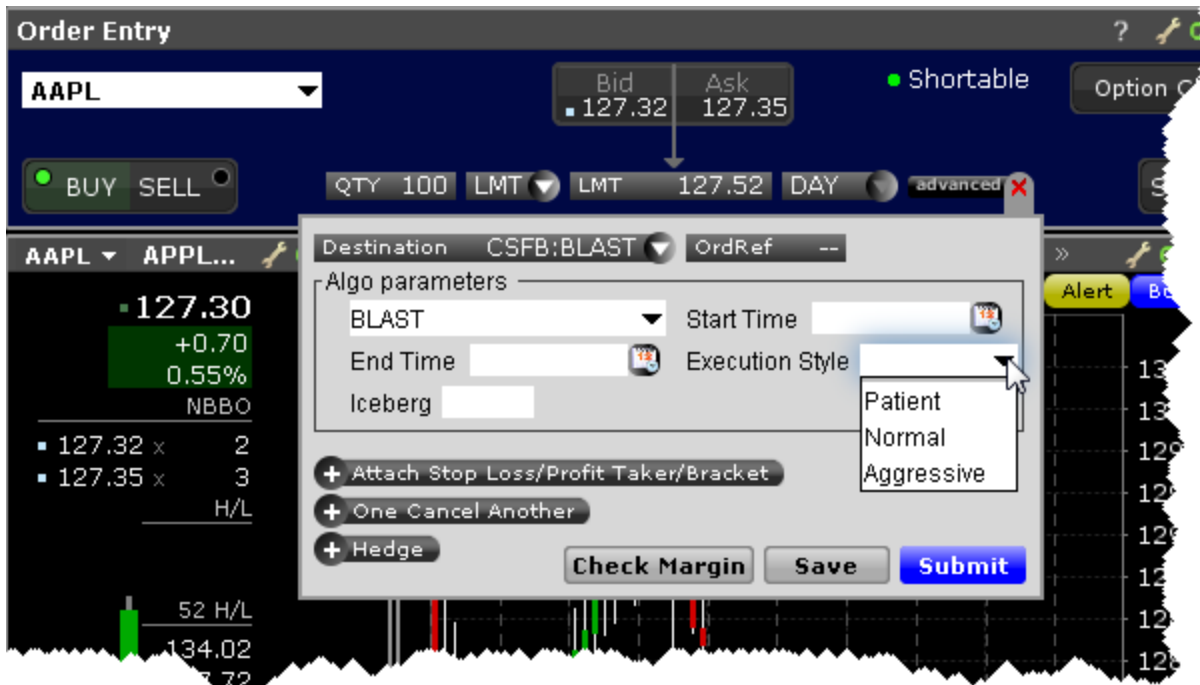 Order Entry ?
AAPL
Bid Ask
127.32 127.35
Shortable
Option
BUY SELL
QTY 100 LMT LMT 127.52 DAY advanced
AAPL APPL...
127.30
+0.70
0.55%
NBBO
127.32 x 2
127.35 x 3
H/L
52 H/L
134.02
Destination CSFB:BLAST OrdRef --
Algo parameters
BLAST Start Time
End Time Execution Style
Iceberg
Patient
Normal
Aggressive
+ Attach Stop Loss/Profit Taker/Bracket
+ One Cancel Another
+ Hedge
Check Margin Save Submit
» 
Alert